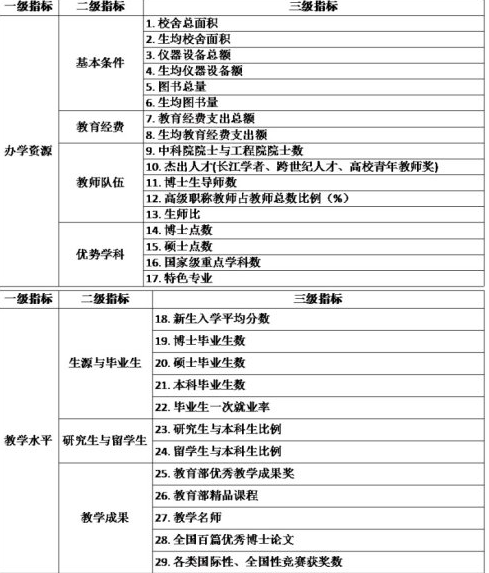 一级指标 二级指标 三级指标
办学资源
基本条件
1. 校舍总面积
2. 生均校舍面积
3. 仪器设备总额
4. 生均仪器设备额
5. 图书总量
6. 生均图书量
教育经费
7. 教育经费支出总额
8. 生均教育经费支出额
教师队伍
9. 中科院院士与工程院院士数
10. 杰出人才(长江学者、跨世纪人才、高校青年教师奖)
11. 博士生导师数
12. 高级职称教师占教师总数比例（%）
13. 生师比
优势学科
14. 博士点数
15. 硕士点数
16. 国家级重点学科数
17. 特色专业
一级指标 二级指标 三级指标
教学水平
生源与毕业生
18. 新生入学平均分数
19. 博士毕业生数
20. 硕士毕业生数
21. 本科毕业生数
22. 毕业生一次就业率
研究生与留学生
23. 研究生与本科生比例
24. 留学生与本科生比例
教学成果
25. 教育部优秀教学成果奖
26. 教育部精品课程
27. 教学名师
28. 全国百篇优秀博士论文
29. 各类国际性、全国性竞赛获奖数